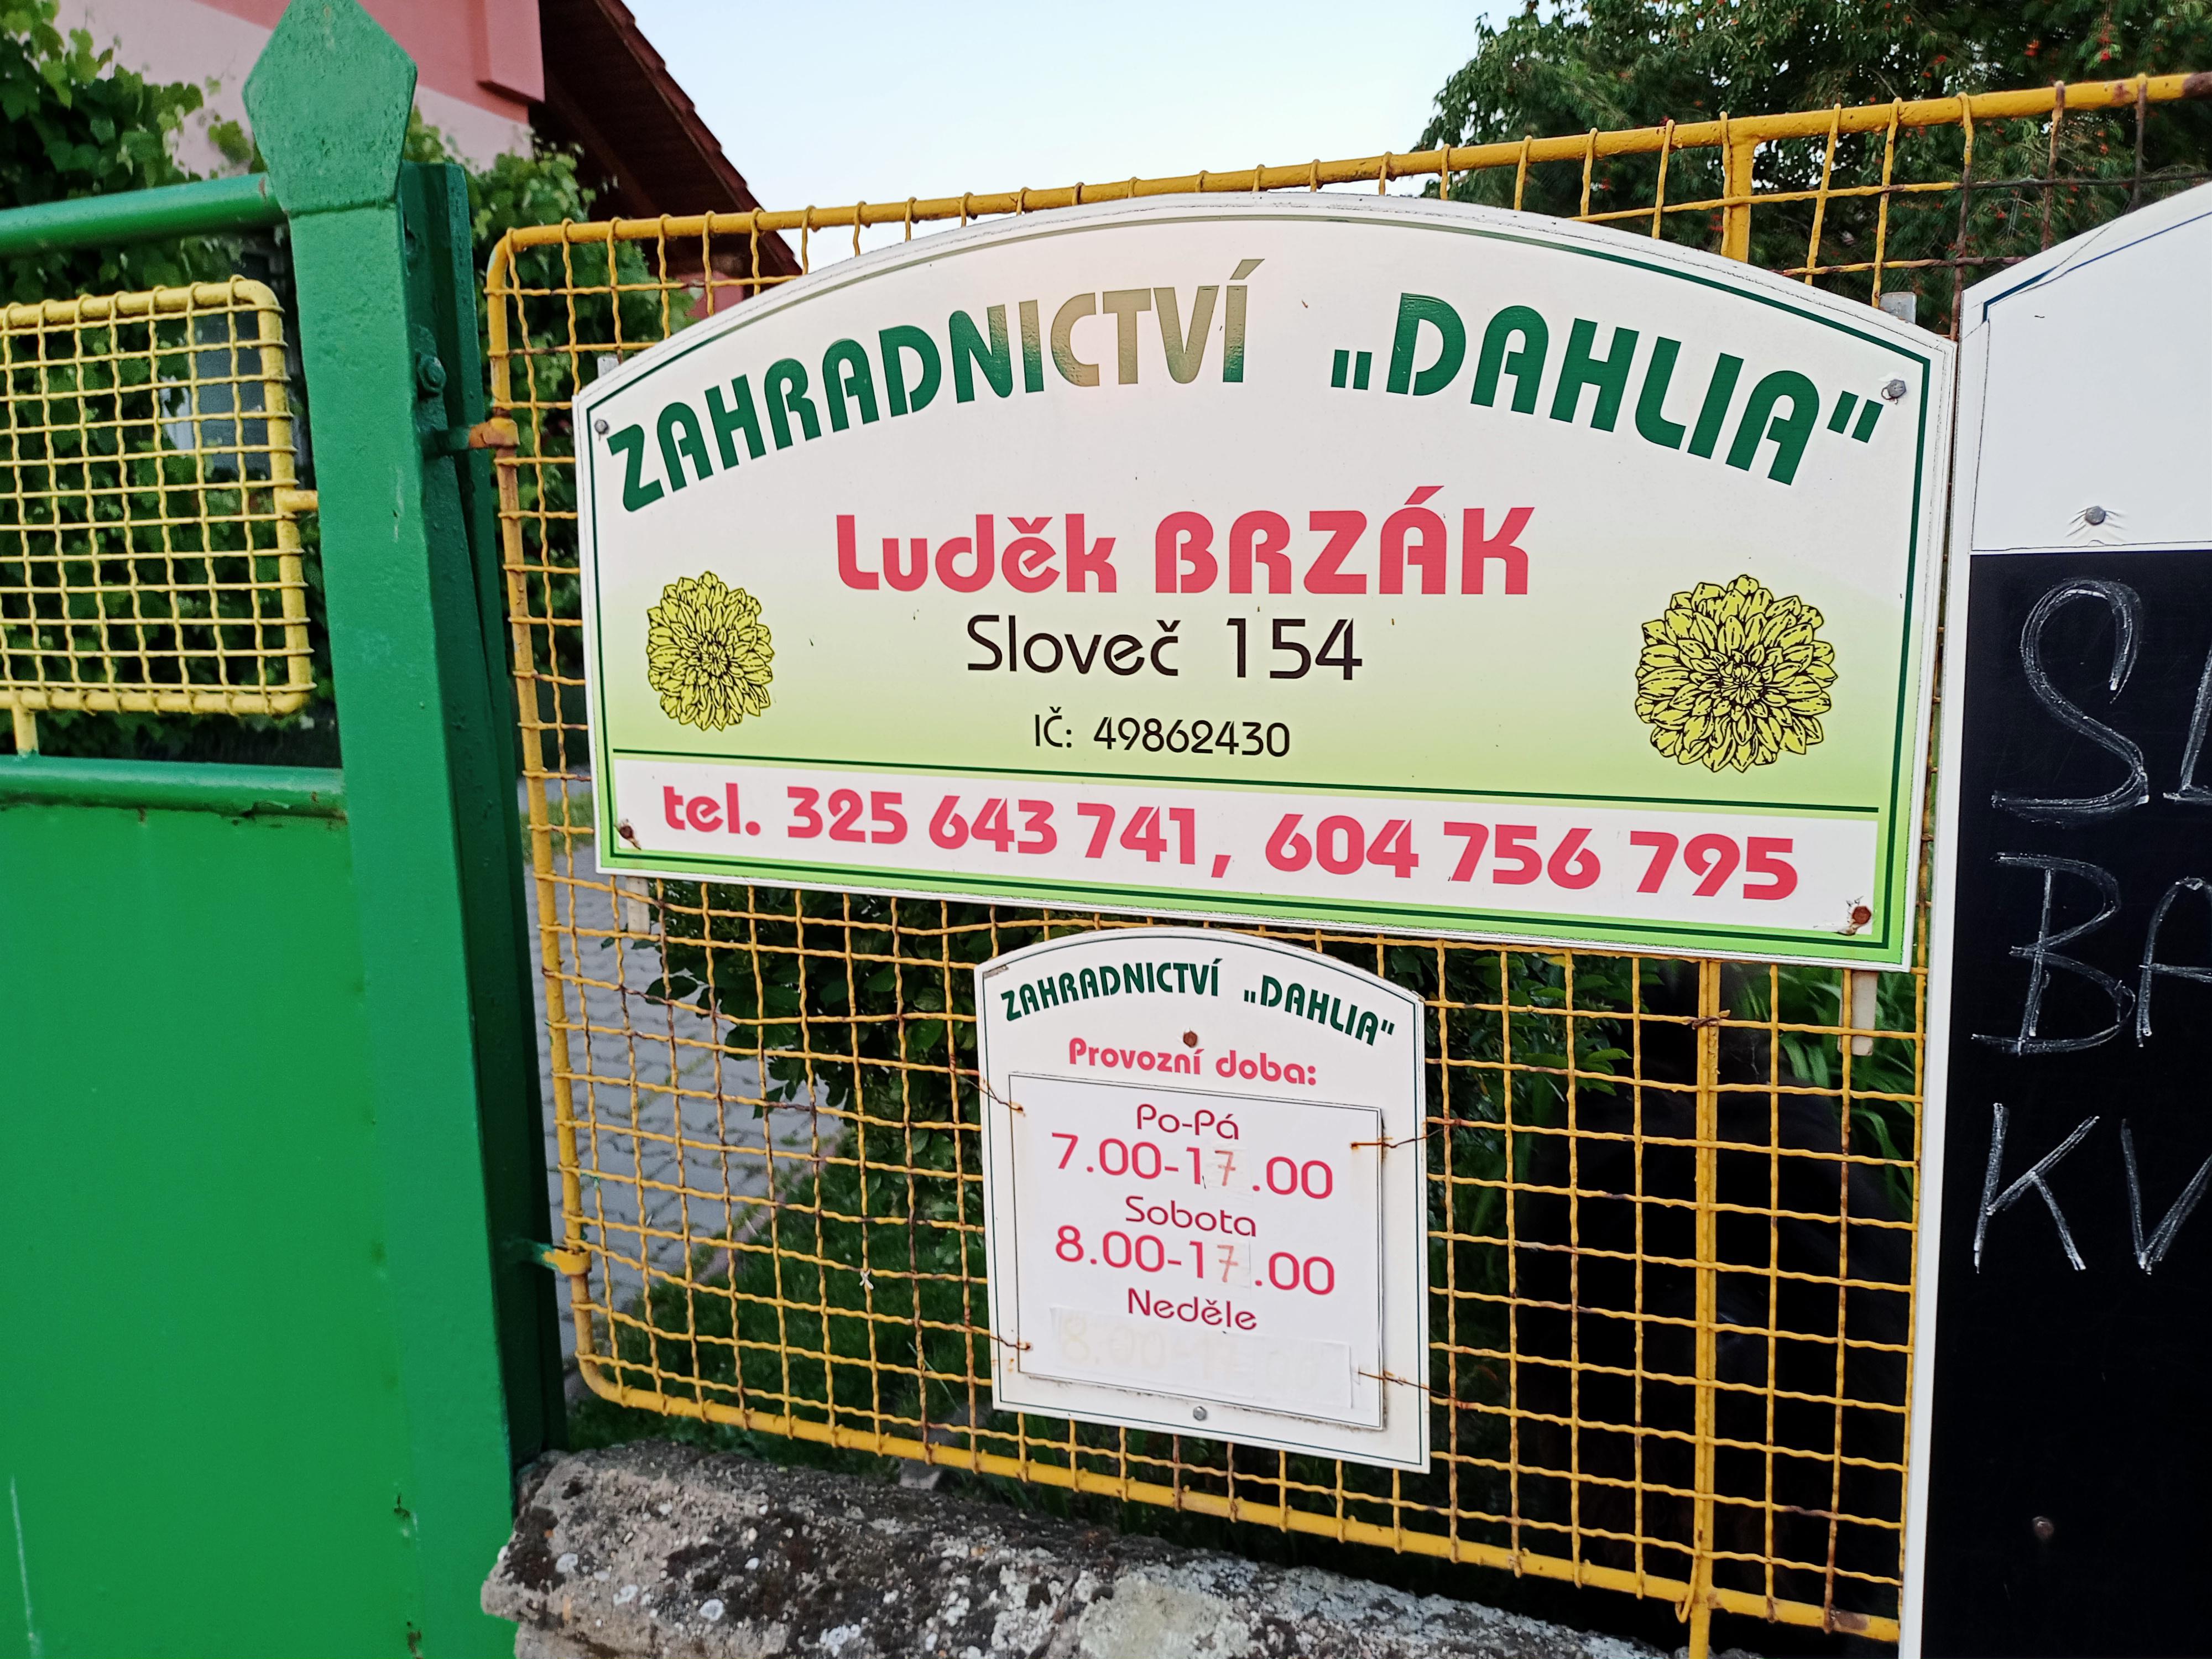 ZAHRADNICTVÍ „DAHLIA"
Luděk BRZÁK
Sloveč 154
IČ: 49862430
tel. 325 643 741, 604 756 795
ZAHRADNICTVÍ „DAHLIA"
Provozní doba:
Po-Pá
7.00-17.00
Sobota
8.00-17.00
Neděle